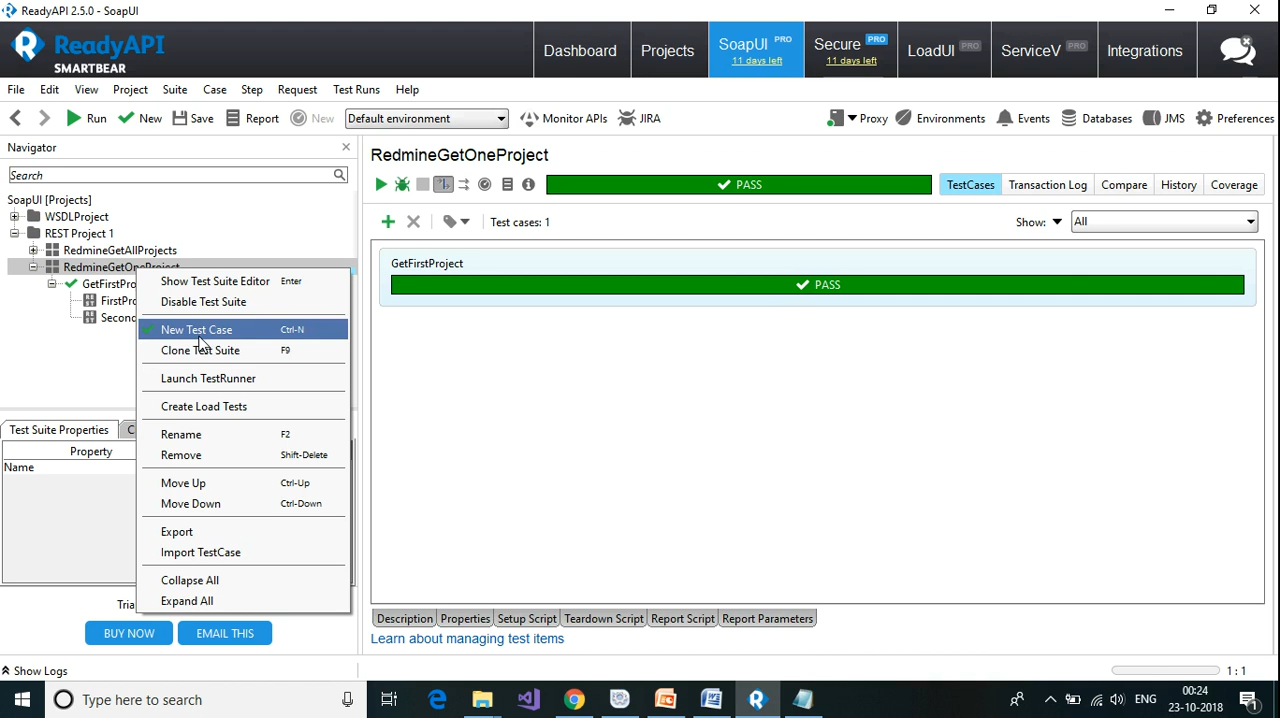 ReadyAPI 2.5.0 - SoapUI
ReadyAPI
SMARTBEAR
Dashboard
Projects
SoapUI PRO
11 days left
Secure PRO
11 days left
LoadUI PRO
ServiceV PRO
Integrations
File Edit View Project Suite Case Step Request Test Runs Help
Run New Save Report New Default environment Monitor APIs JIRA Proxy Environments Events Databases JMS Preferences
Navigator
Search
SoapUI [Projects]
WSDLProject
REST Project 1
RedmineGetAllProjects
RedmineGetOneProject
GetFirstPro
FirstPro
Secon
Show Test Suite Editor Enter
Disable Test Suite
New Test Case Ctrl-N
Clone Test Suite F9
Launch TestRunner
Create Load Tests
Rename F2
Remove Shift-Delete
Move Up Ctrl-Up
Move Down Ctrl-Down
Export
Import TestCase
Collapse All
Expand All
Test Suite Properties C
Property
Name
Tria
BUY NOW EMAIL THIS
Show Logs
RedmineGetOneProject
PASS
TestCases Transaction Log Compare History Coverage
Test cases: 1
Show: All
GetFirstProject
PASS
Description Properties Setup Script Teardown Script Report Script Report Parameters
Learn about managing test items
1 : 1
Type here to search
ENG
00:24
23-10-2018
1